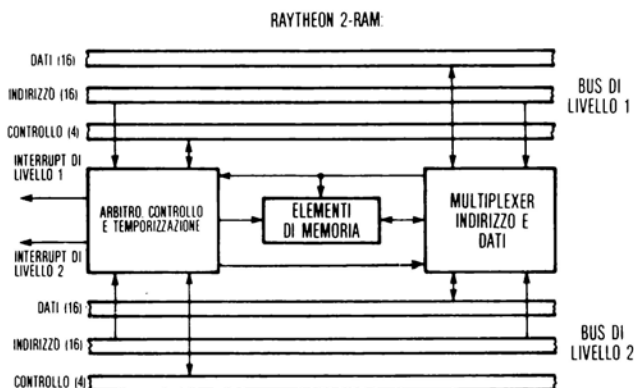 RAYTHEON 2-RAM:
DATI (16)
INDIRIZZO (16)
CONTROLLO (4)
BUS DI
LIVELLO 1
INTERRUPT DI
LIVELLO 1
ARBITRO, CONTROLLO
E TEMPORIZZAZIONE
ELEMENTI
DI MEMORIA
MULTIPLEXER
INDIRIZZO E
DATI
INTERRUPT DI
LIVELLO 2
DATI (16)
INDIRIZZO (16)
CONTROLLO (4)
BUS DI
LIVELLO 2